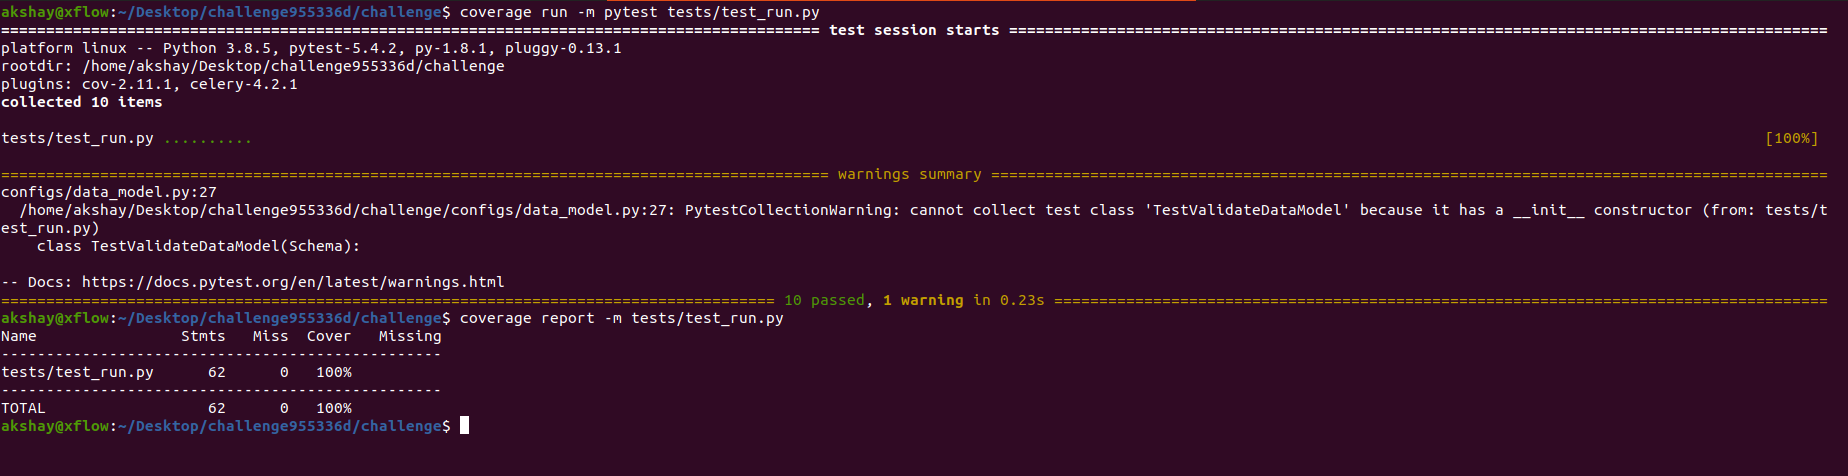 akshay@xflow:~/Desktop/challenge955336d/challenge$ coverage run -m pytest tests/test_run.py
=========================================================================================== test session starts ===========================================================================================
platform linux -- Python 3.8.5, pytest-5.4.2, py-1.8.1, pluggy-0.13.1
rootdir: /home/akshay/Desktop/challenge955336d/challenge
plugins: cov-2.11.1, celery-4.2.1
collected 10 items
tests/test_run.py .......... [100%]
============================================================================================ warnings summary =============================================================================================
configs/data_model.py:27
  /home/akshay/Desktop/challenge955336d/challenge/configs/data_model.py:27: PytestCollectionWarning: cannot collect test class 'TestValidateDataModel' because it has a __init__ constructor (from: tests/t
est_run.py)
    class TestValidateDataModel(Schema):
-- Docs: https://docs.pytest.org/en/latest/warnings.html
====================================================================================== 10 passed, 1 warning in 0.23s ======================================================================================
akshay@xflow:~/Desktop/challenge955336d/challenge$ coverage report -m tests/test_run.py
Name                Stmts   Miss  Cover   Missing
-------------------------------------------------
tests/test_run.py      62      0   100%
-------------------------------------------------
TOTAL                  62      0   100%
akshay@xflow:~/Desktop/challenge955336d/challenge$